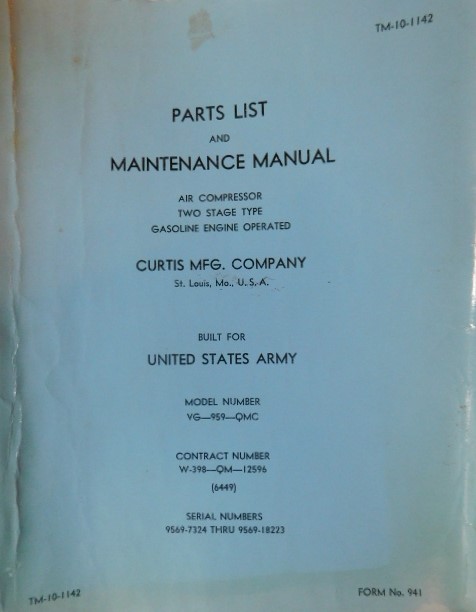 TM-10-1142
PARTS LIST
AND
MAINTENANCE MANUAL
AIR COMPRESSOR
TWO STAGE TYPE
GASOLINE ENGINE OPERATED
CURTIS MFG. COMPANY
St. Louis, Mo., U.S.A.
BUILT FOR
UNITED STATES ARMY
MODEL NUMBER
VG—959—QMC
CONTRACT NUMBER
W-398—QM—12596
(6449)
SERIAL NUMBERS
9569-7324 THRU 9569-18223
TM-10-1142
FORM No. 941